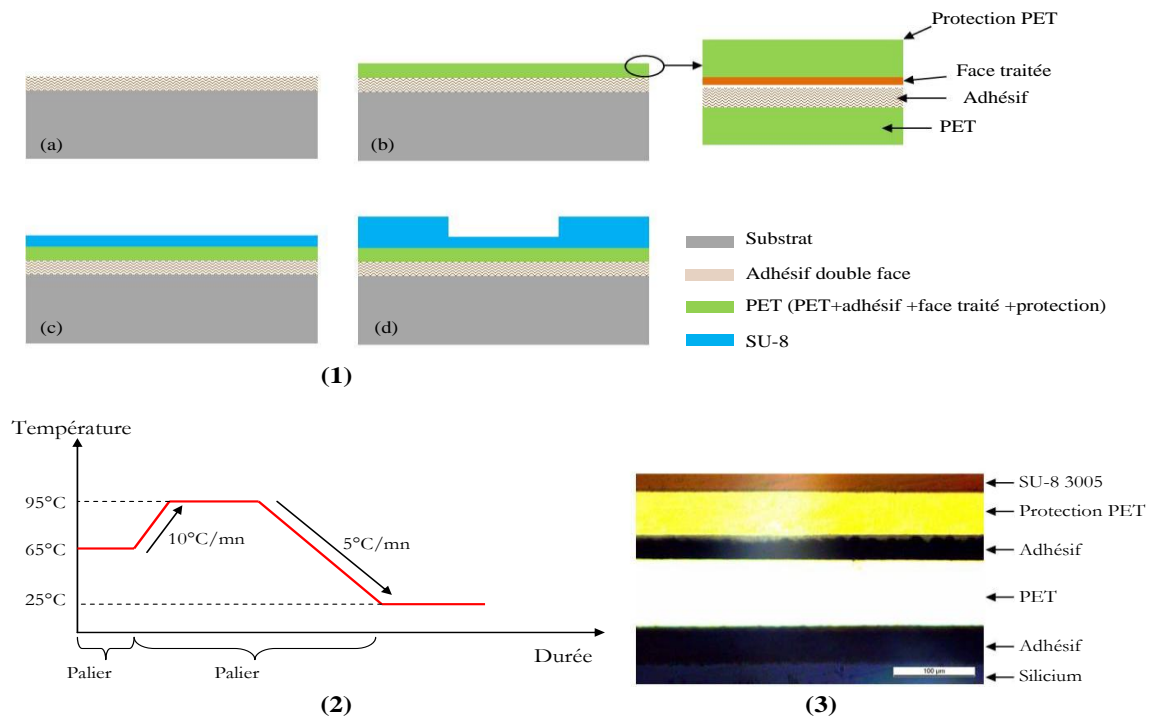 Protection PET
Face traitée
Adhésif
PET
(a)
(b)
(c)
(d)
Substrat
Adhésif double face
PET (PET+adhésif +face traité +protection)
SU-8
(1)
Température
95°C
65°C
25°C
10°C/mn
5°C/mn
Durée
Palier
Palier
(2)
SU-8 3005
Protection PET
Adhésif
PET
Adhésif
100 µm
Silicium
(3)